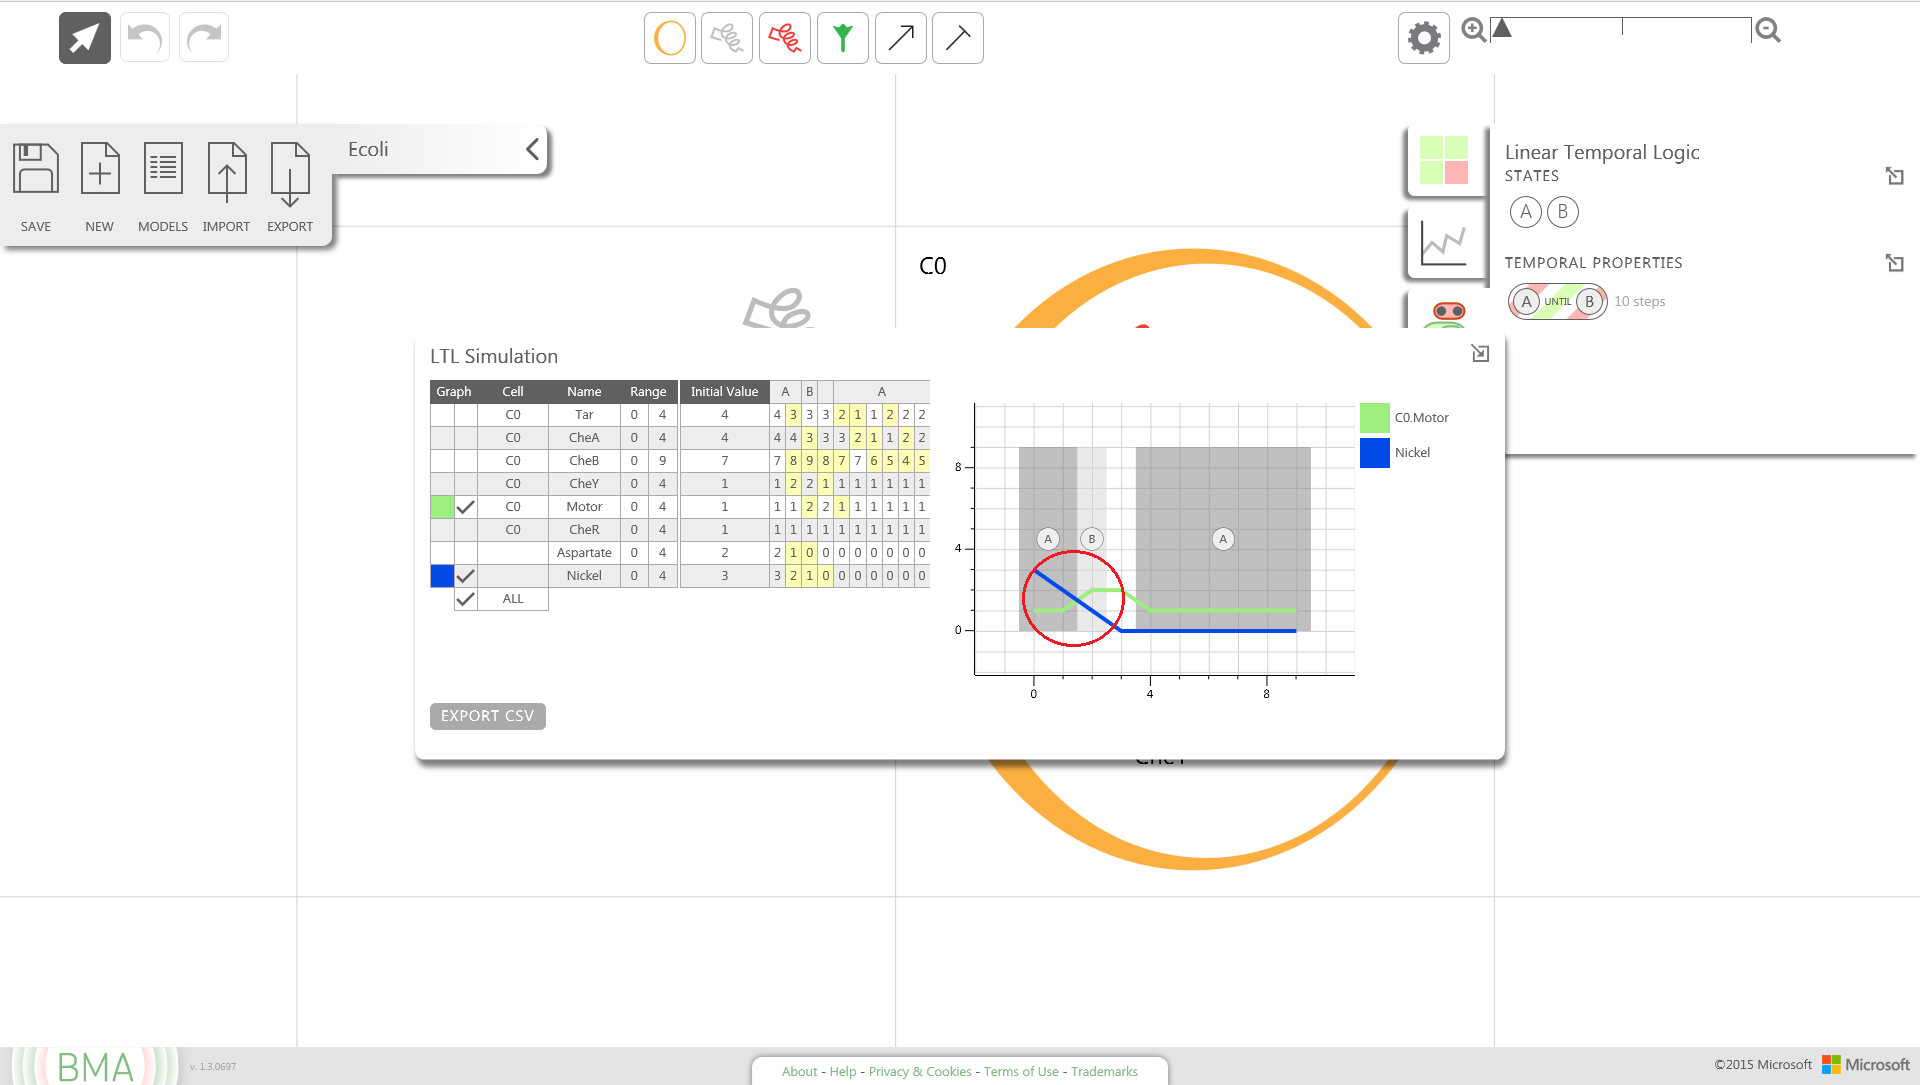 Ecoli
SAVE NEW MODELS IMPORT EXPORT
Linear Temporal Logic
STATES
A B
TEMPORAL PROPERTIES
A UNTIL B 10 steps
C0
LTL Simulation
Graph Cell Name Range Initial Value A B A
C0 Tar 0 4 4 4 3 3 3 2 1 1 2 2 2
C0 CheA 0 4 4 4 4 3 3 3 2 1 1 2 2
C0 CheB 0 9 7 7 8 9 8 7 7 6 5 4 5
C0 CheY 0 4 1 1 2 2 1 1 1 1 1 1 1
C0 Motor 0 4 1 1 1 2 2 1 1 1 1 1 1
C0 CheR 0 4 1 1 1 1 1 1 1 1 1 1 1
Aspartate 0 4 2 2 1 0 0 0 0 0 0 0 0
Nickel 0 4 3 3 2 1 0 0 0 0 0 0 0
ALL
EXPORT CSV
8
4
0
A B A
0 4 8
C0.Motor
Nickel
BMA
v. 1.3.0697
About - Help - Privacy & Cookies - Terms of Use - Trademarks
©2015 Microsoft Microsoft